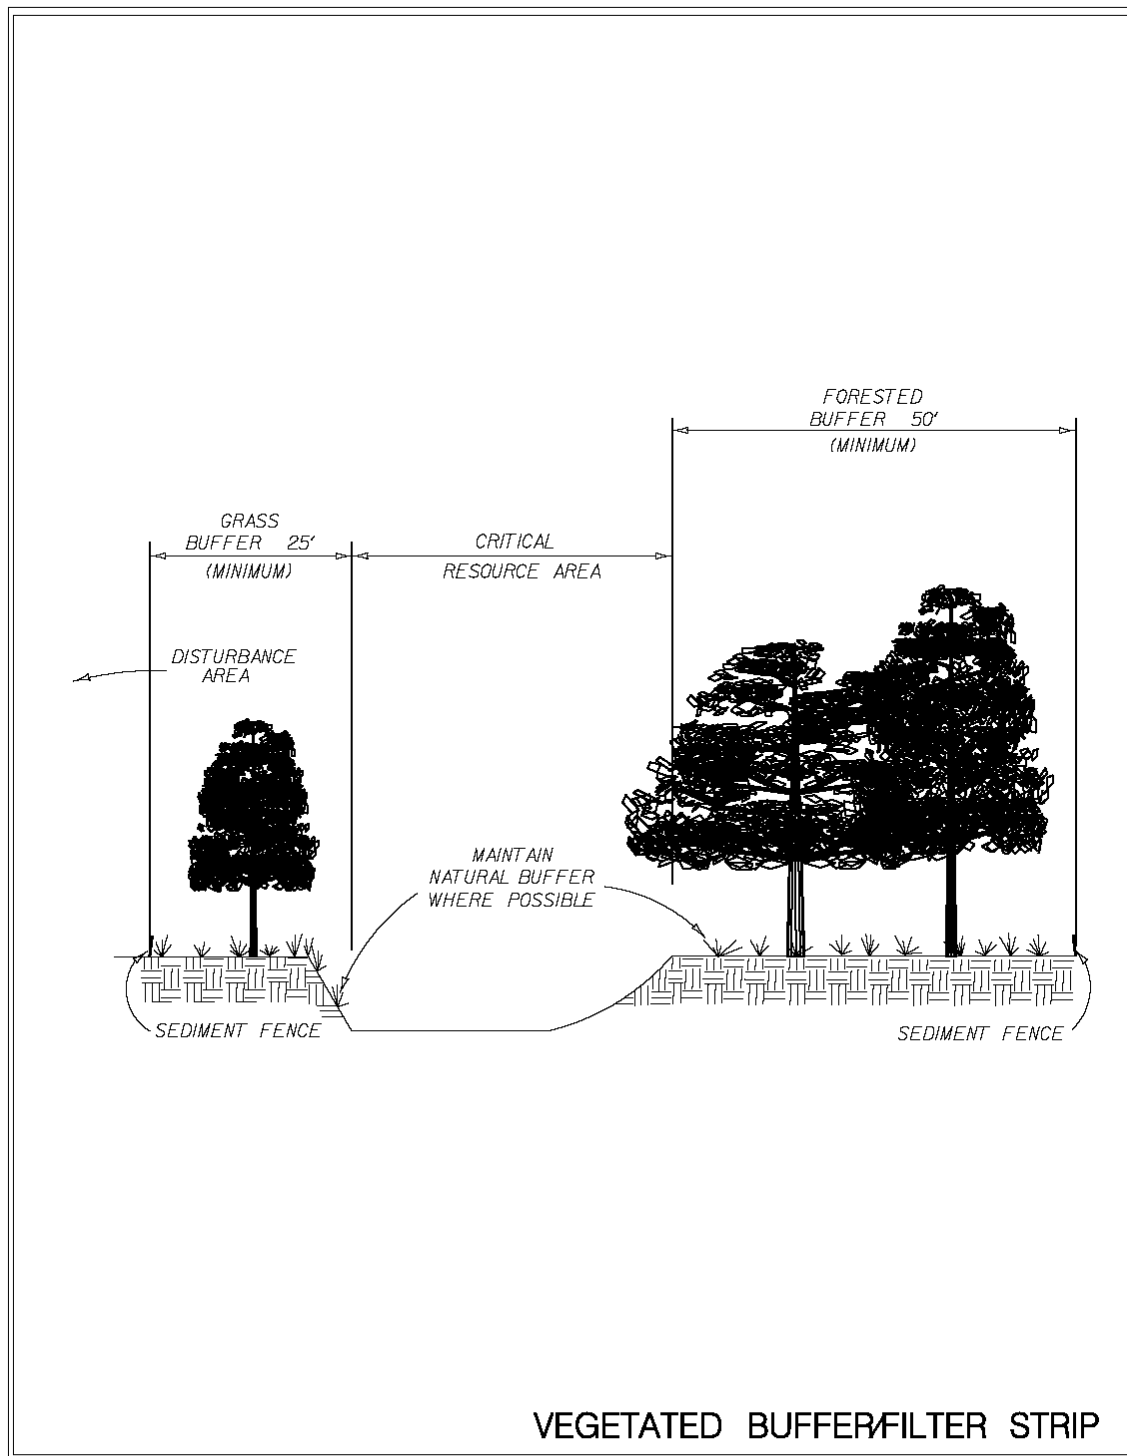 FORESTED
BUFFER 50'
(MINIMUM)
GRASS
BUFFER 25'
(MINIMUM)
CRITICAL
RESOURCE AREA
DISTURBANCE
AREA
MAINTAIN
NATURAL BUFFER
WHERE POSSIBLE
SEDIMENT FENCE
SEDIMENT FENCE
VEGETATED BUFFER/FILTER STRIP